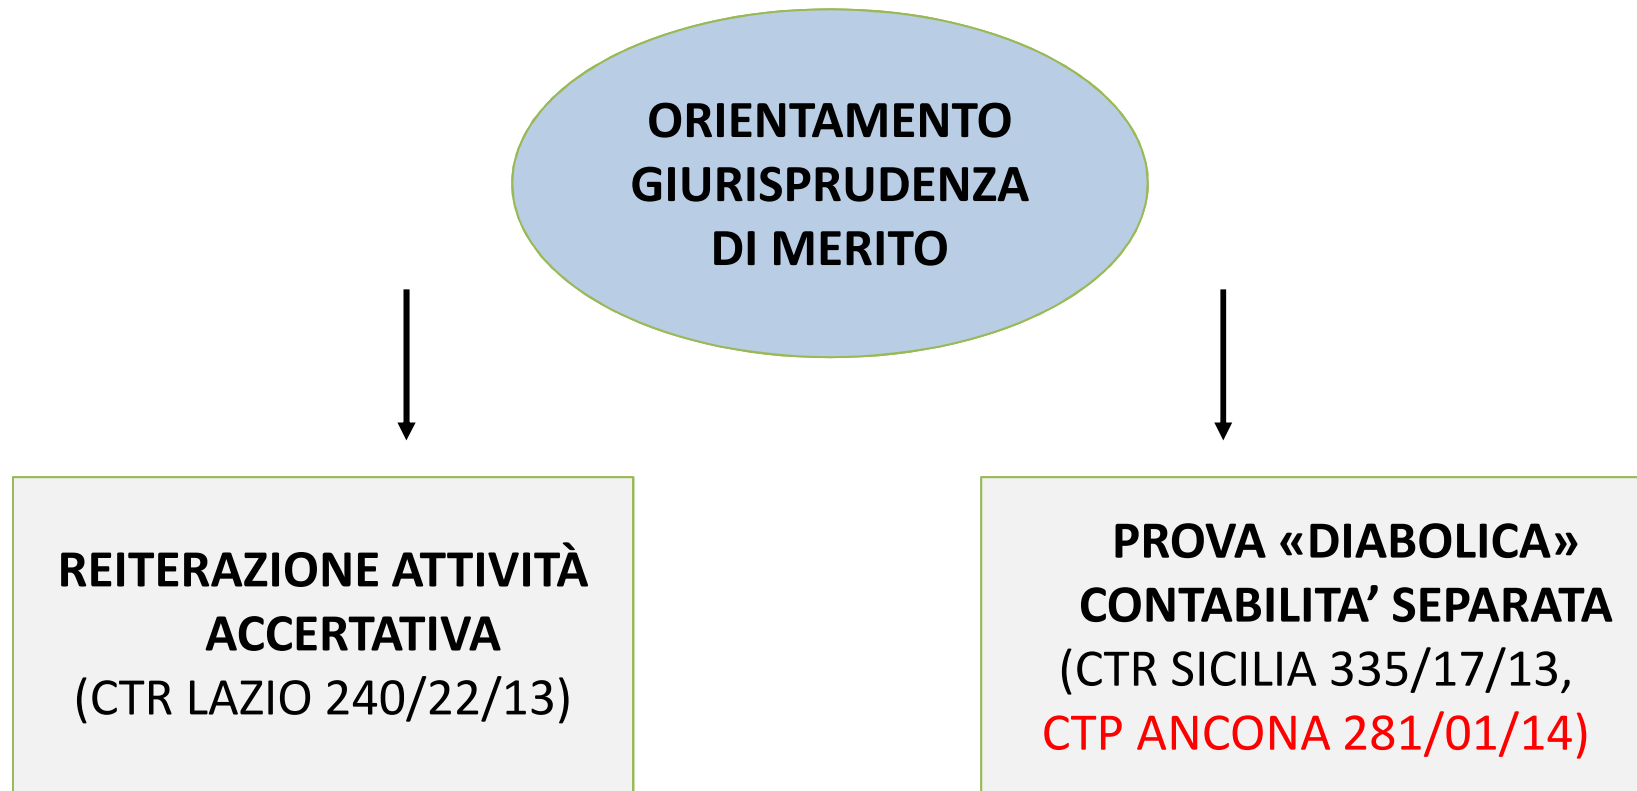 ORIENTAMENTO
GIURISPRUDENZA
DI MERITO
REITERAZIONE ATTIVITÀ
ACCERTATIVA
(CTR LAZIO 240/22/13)
PROVA «DIABOLICA»
CONTABILITA’ SEPARATA
(CTR SICILIA 335/17/13,
CTP ANCONA 281/01/14)